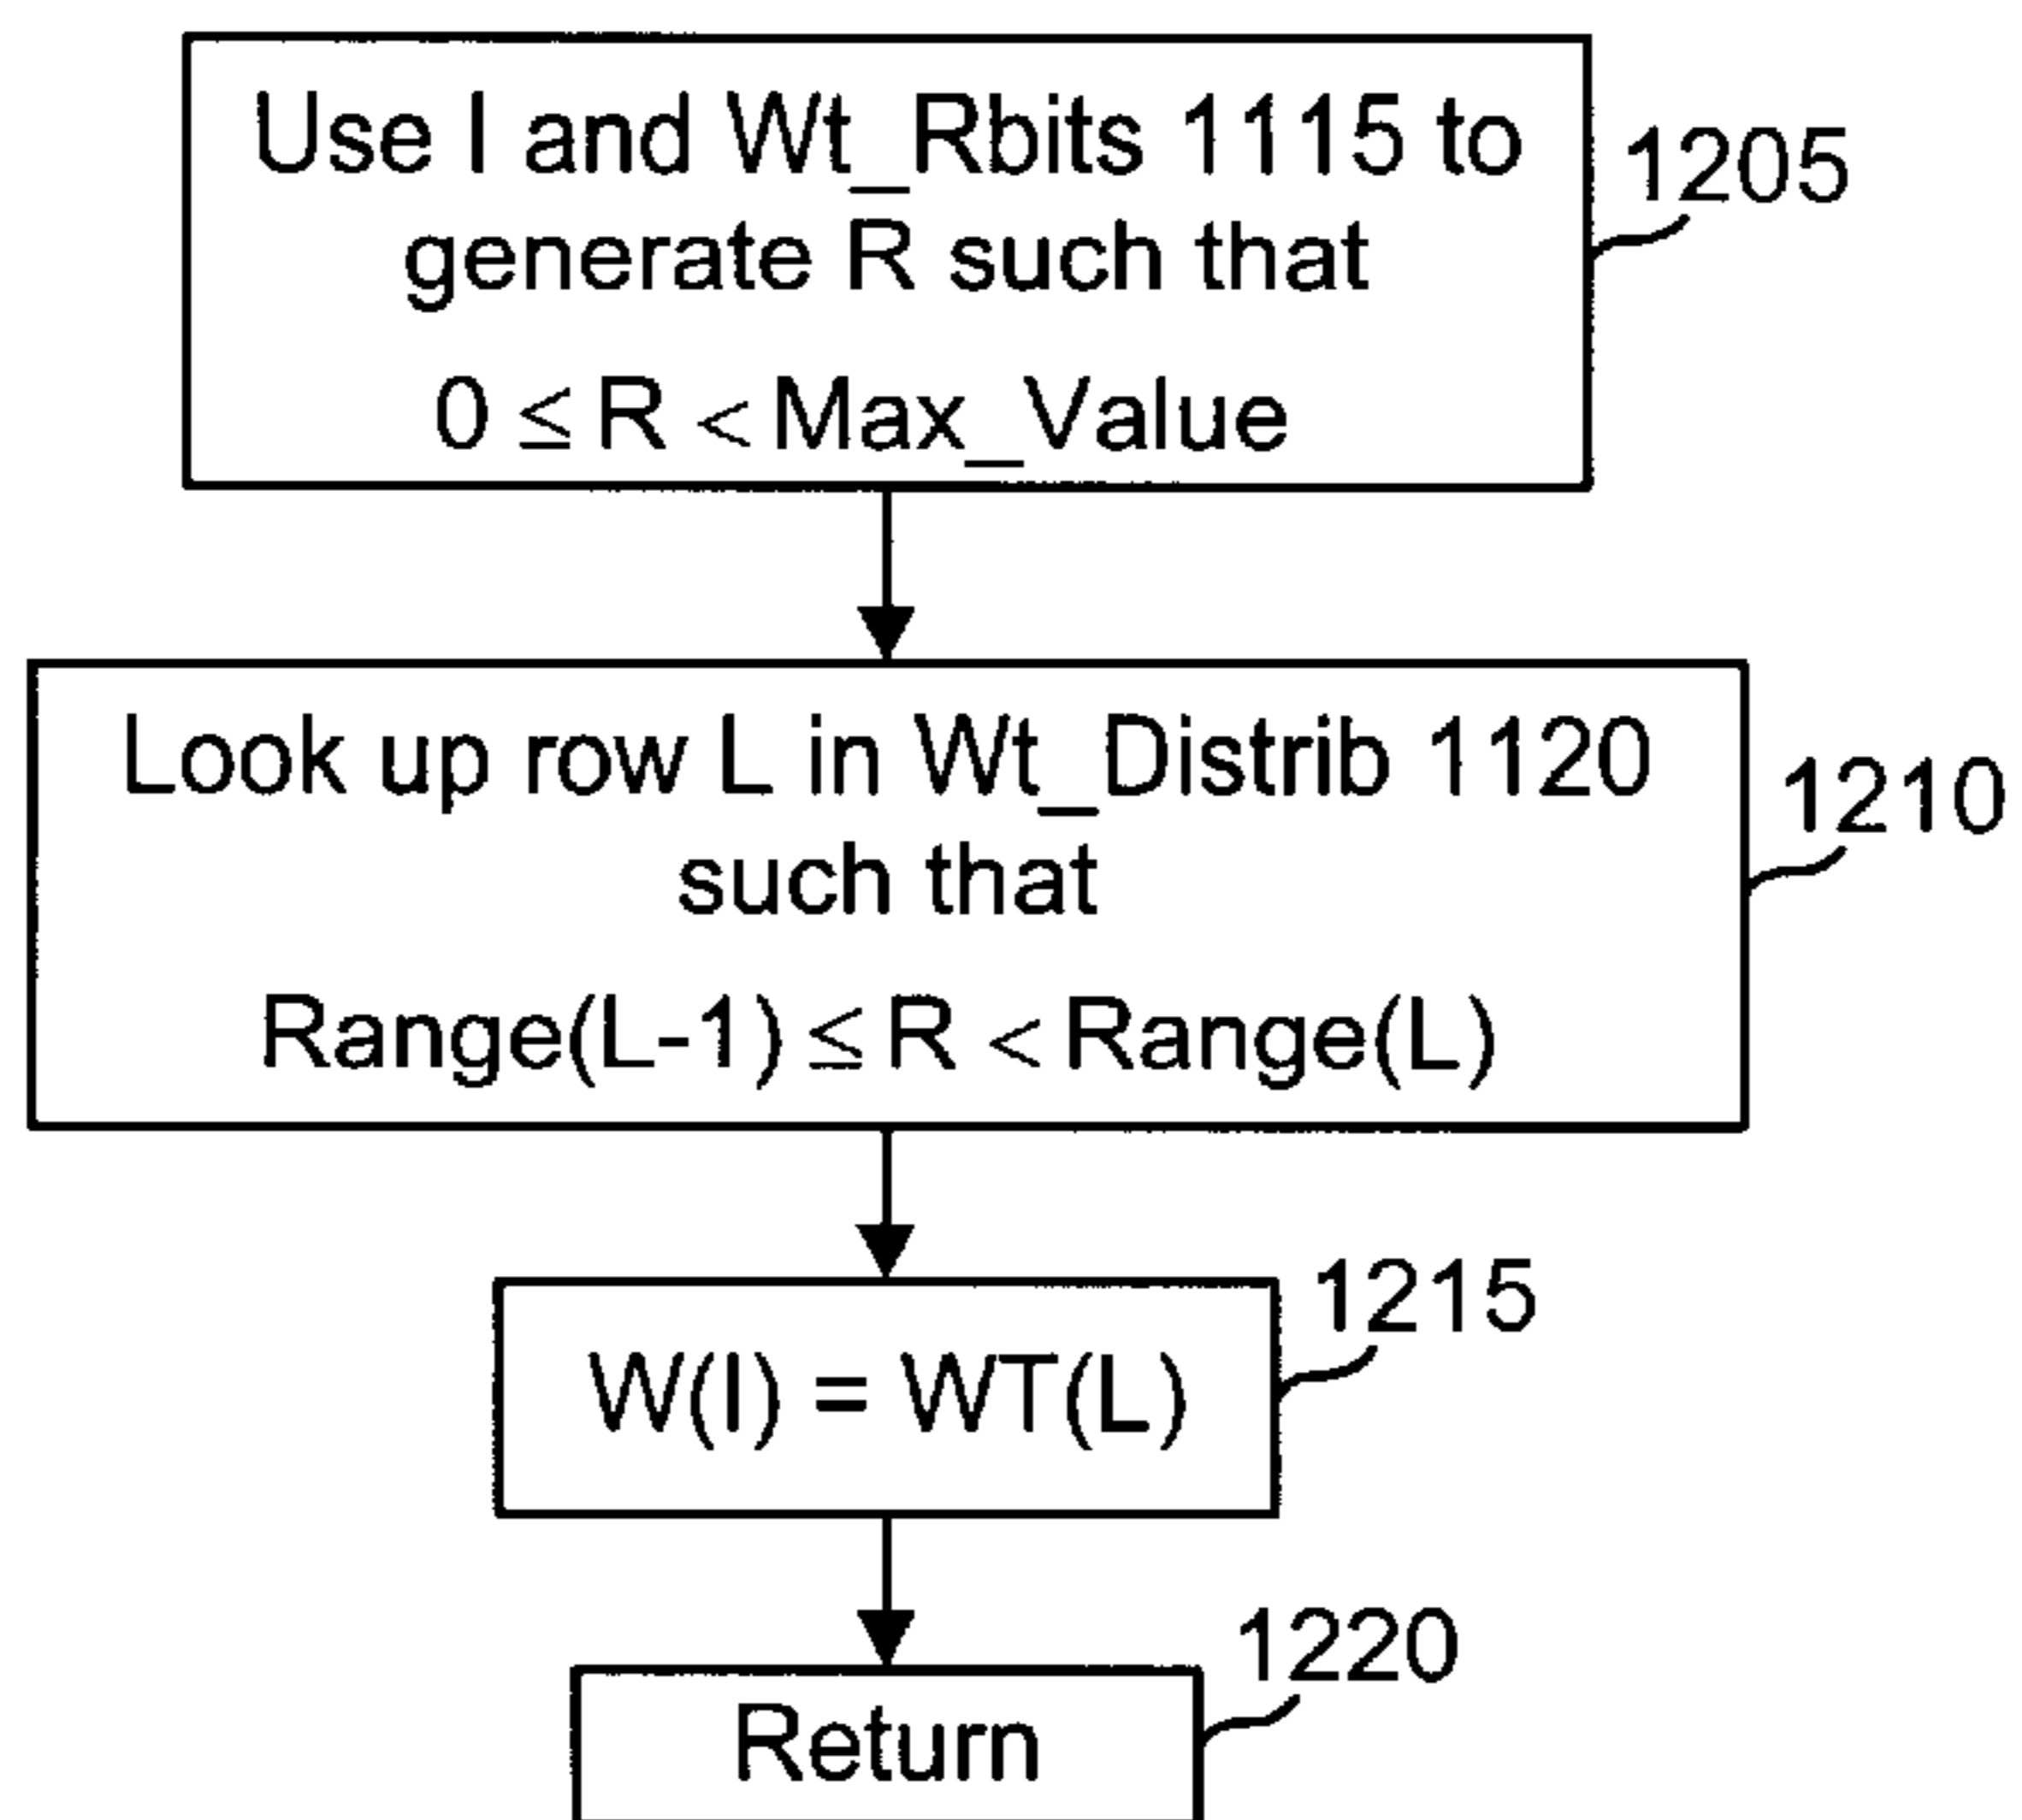 Use I and Wt_Rbits 1115 to
generate R such that
0 ≤ R < Max_Value
1205
Look up row L in Wt_Distrib 1120
such that
Range(L-1) ≤ R < Range(L)
1210
W(I) = WT(L)
1215
Return
1220